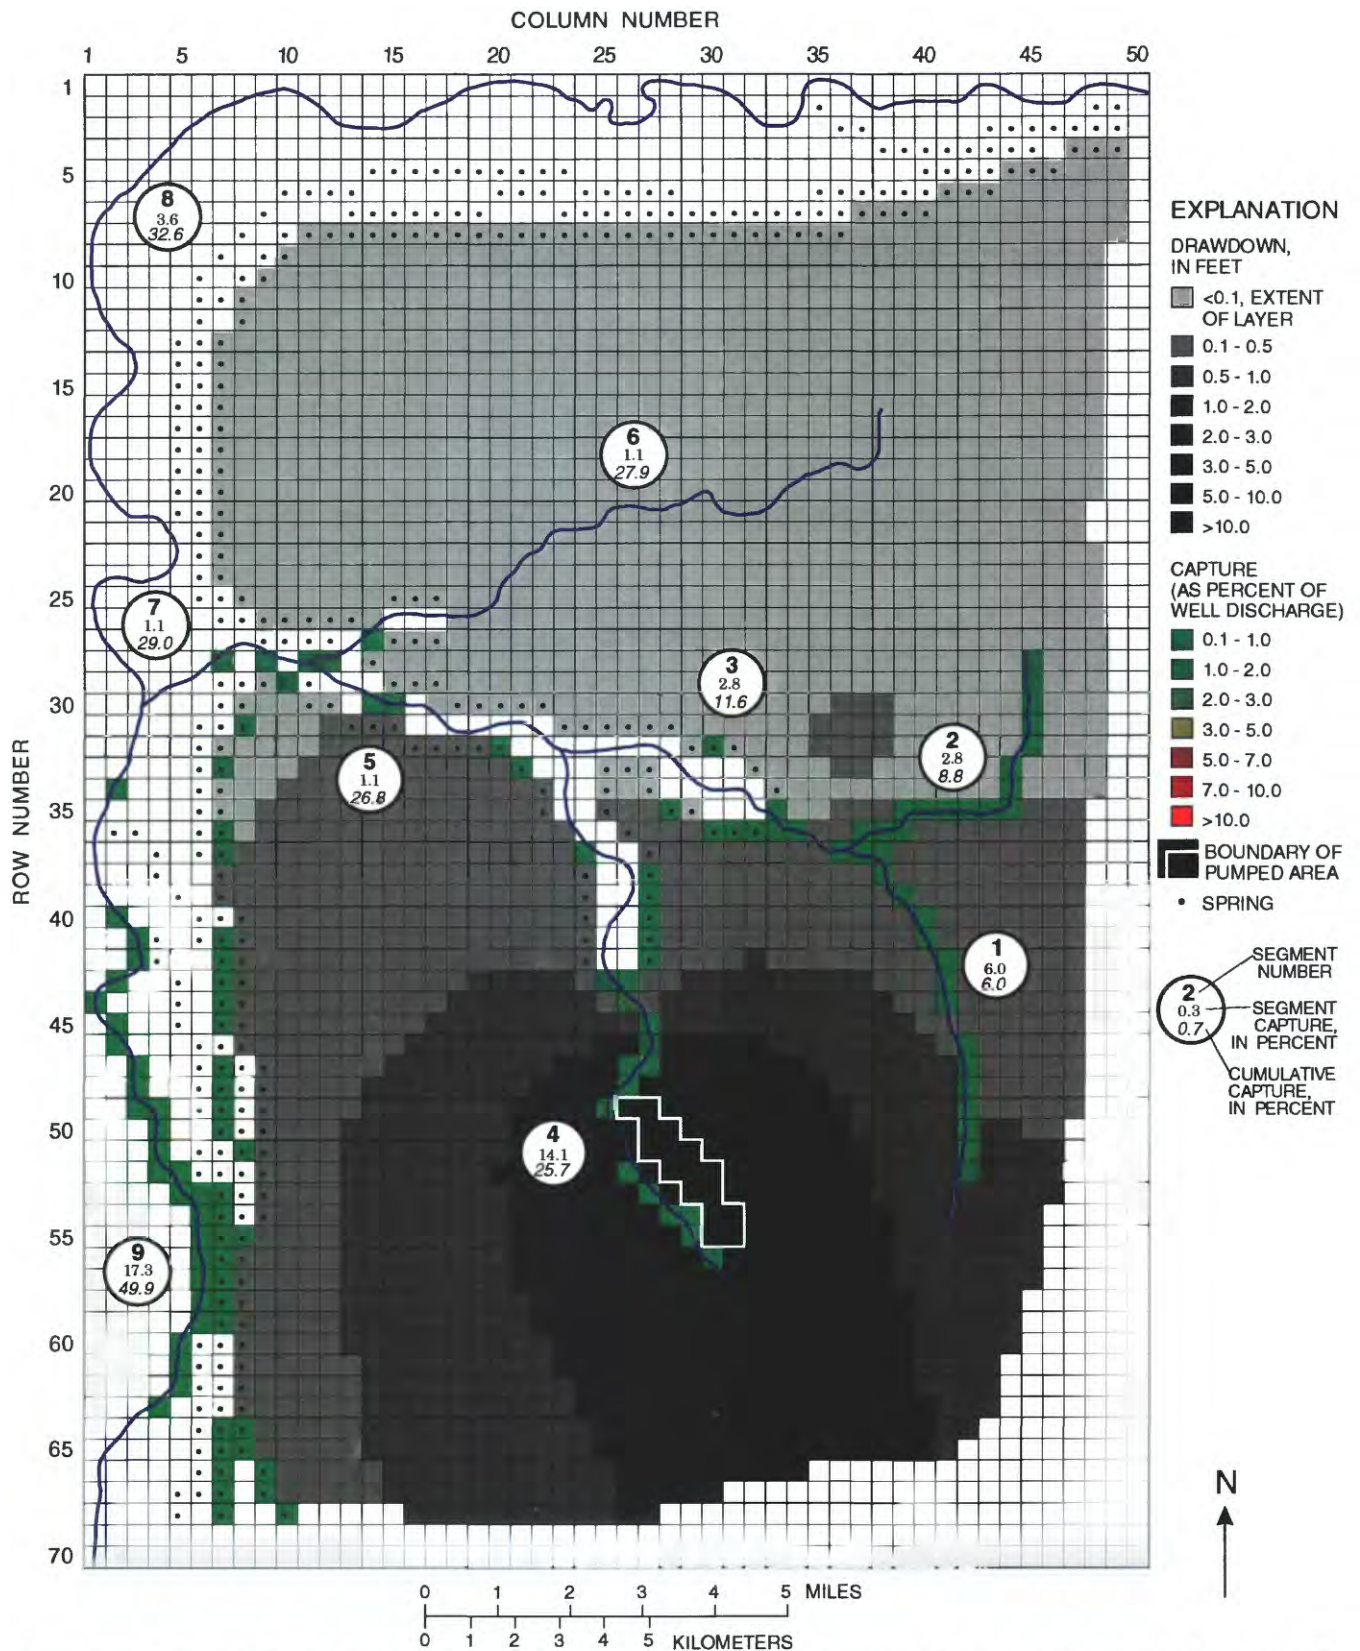 COLUMN NUMBER
1 5 10 15 20 25 30 35 40 45 50
1
5
10
15
20
25
30
35
40
45
50
55
60
65
70
ROW NUMBER
8
3.6
32.6
6
1.1
27.9
7
1.1
29.0
3
2.8
11.6
2
2.8
8.8
5
1.1
26.8
1
6.0
6.0
4
14.1
25.7
9
17.3
49.9
EXPLANATION
DRAWDOWN,
IN FEET
<0.1, EXTENT
OF LAYER
0.1 - 0.5
0.5 - 1.0
1.0 - 2.0
2.0 - 3.0
3.0 - 5.0
5.0 - 10.0
>10.0
CAPTURE
(AS PERCENT OF
WELL DISCHARGE)
0.1 - 1.0
1.0 - 2.0
2.0 - 3.0
3.0 - 5.0
5.0 - 7.0
7.0 - 10.0
>10.0
BOUNDARY OF
PUMPED AREA
SPRING
2
0.3
0.7
SEGMENT
NUMBER
SEGMENT
CAPTURE,
IN PERCENT
CUMULATIVE
CAPTURE,
IN PERCENT
N
0 1 2 3 4 5 MILES
0 1 2 3 4 5 KILOMETERS